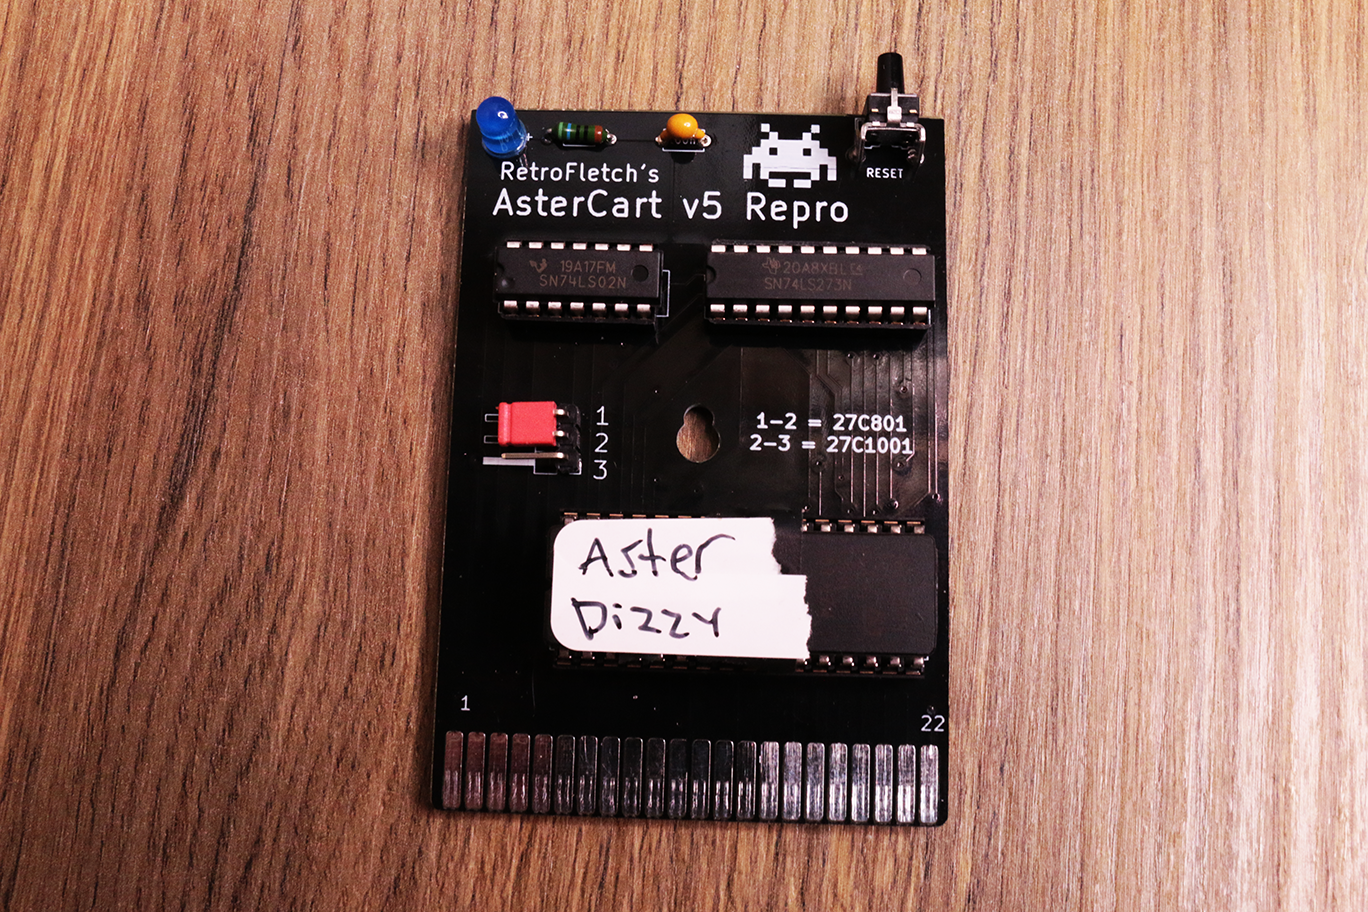 RetroFletch's
AsterCart v5 Repro
RESET
19A17FM
SN74LS02N
20A8XBL
SN74LS273N
1
2
3
1-2 = 27C801
2-3 = 27C1001
Aster
Dizzy
1
22